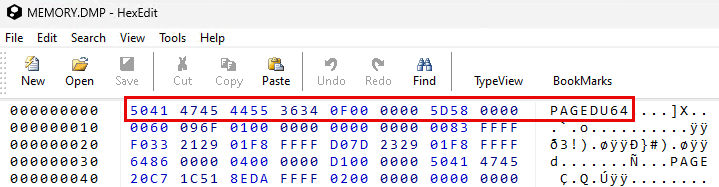 MEMORY.DMP - HexEdit
File Edit Search View Tools Help
New Open Save Cut Copy Paste Undo Redo Find TypeView BookMarks
000000000 5041 4745 4455 3634 0F00 0000 5D58 0000 PAGEDU64....]X..
000000010 0060 096F 0100 0000 0000 0000 0083 FFFF .`.o..........ÿÿ
000000020 F033 2129 01F8 FFFF D07D 2329 01F8 FFFF ð3!).øÿÿÐ}#).øÿÿ
000000030 6486 0000 0400 0000 D100 0000 5041 4745 d.......Ñ...PAGE
000000040 20C7 1C51 8EDA FFFF 0200 0000 0000 0000 Ç.Q.Úÿÿ........